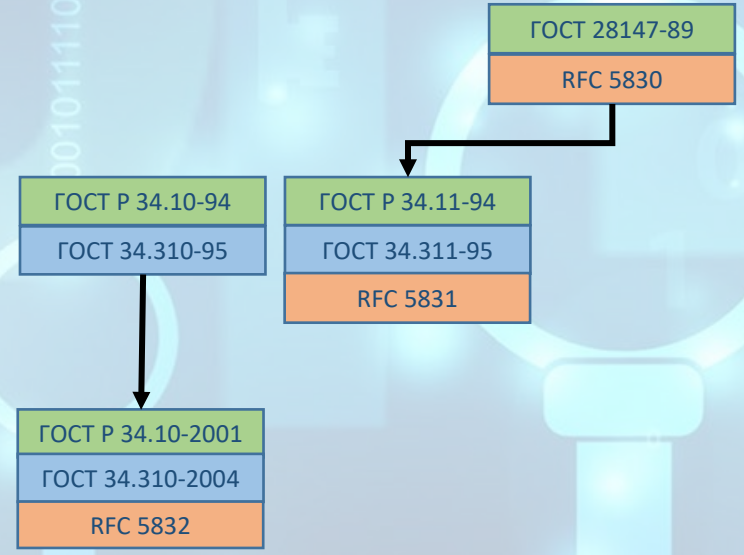 ГОСТ 28147-89
RFC 5830
ГОСТ Р 34.10-94
ГОСТ 34.310-95
ГОСТ Р 34.11-94
ГОСТ 34.311-95
RFC 5831
ГОСТ Р 34.10-2001
ГОСТ 34.310-2004
RFC 5832
001011110